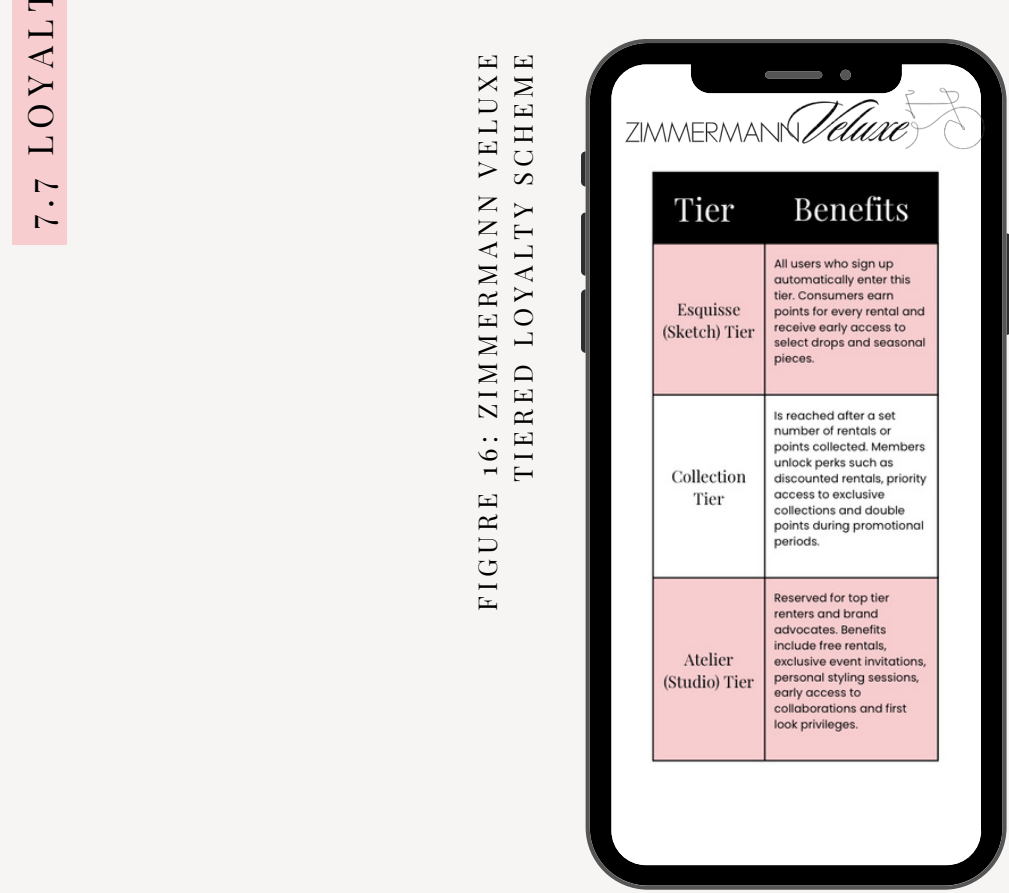 7.7 LOYALT
FIGURE 16: ZIMMERMANN VELUXE
TIERED LOYALTY SCHEME
ZIMMERMANN Veluxe
Tier Benefits
Esquisse
(Sketch) Tier
All users who sign up
automatically enter this
tier. Consumers earn
points for every rental and
receive early access to
select drops and seasonal
pieces.
Collection
Tier
Is reached after a set
number of rentals or
points collected. Members
unlock perks such as
discounted rentals, priority
access to exclusive
collections and double
points during promotional
periods.
Atelier
(Studio) Tier
Reserved for top tier
renters and brand
advocates. Benefits
include free rentals,
exclusive event invitations,
personal styling sessions,
early access to
collaborations and first
look privileges.